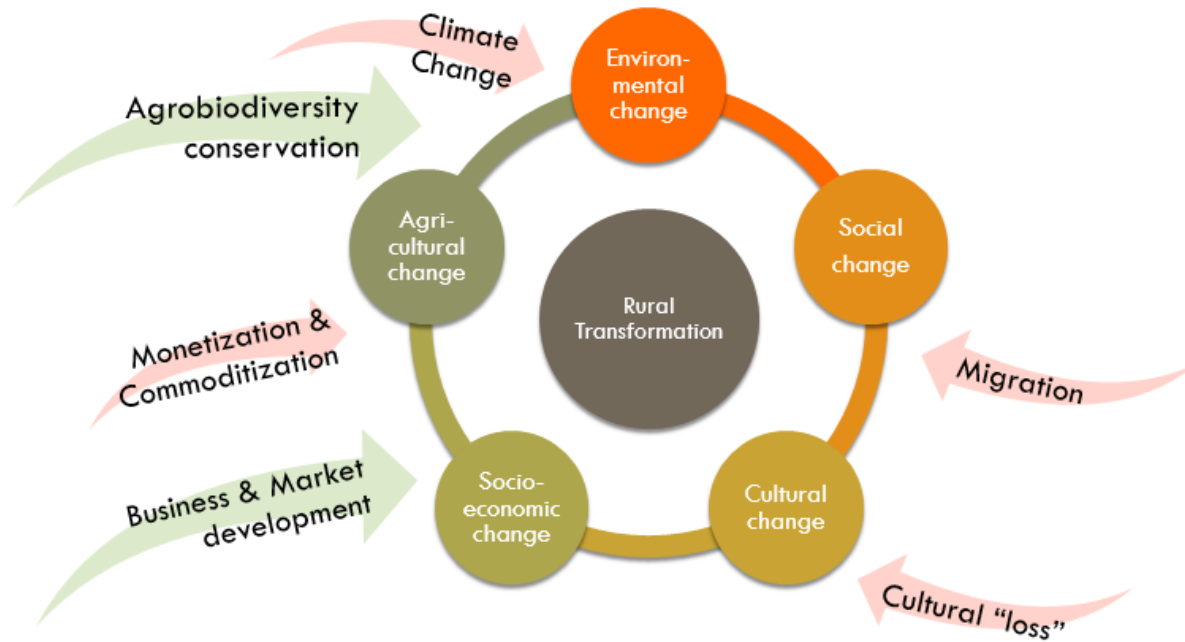 Climate
Change
Environ-
mental
change
Agrobiodiversity
conservation
Agri-
cultural
change
Social
change
Rural
Transformation
Monetization &
Commoditization
Migration
Business & Market
development
Socio-
economic
change
Cultural
change
Cultural “loss”